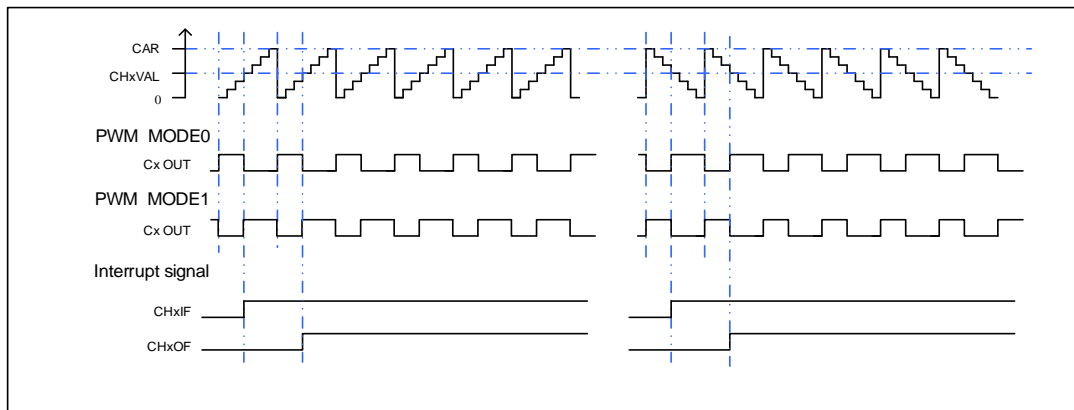 CAR
CHxVAL
0
PWM MODE0
Cx OUT
PWM MODE1
Cx OUT
Interrupt signal
CHxIF
CHxOF